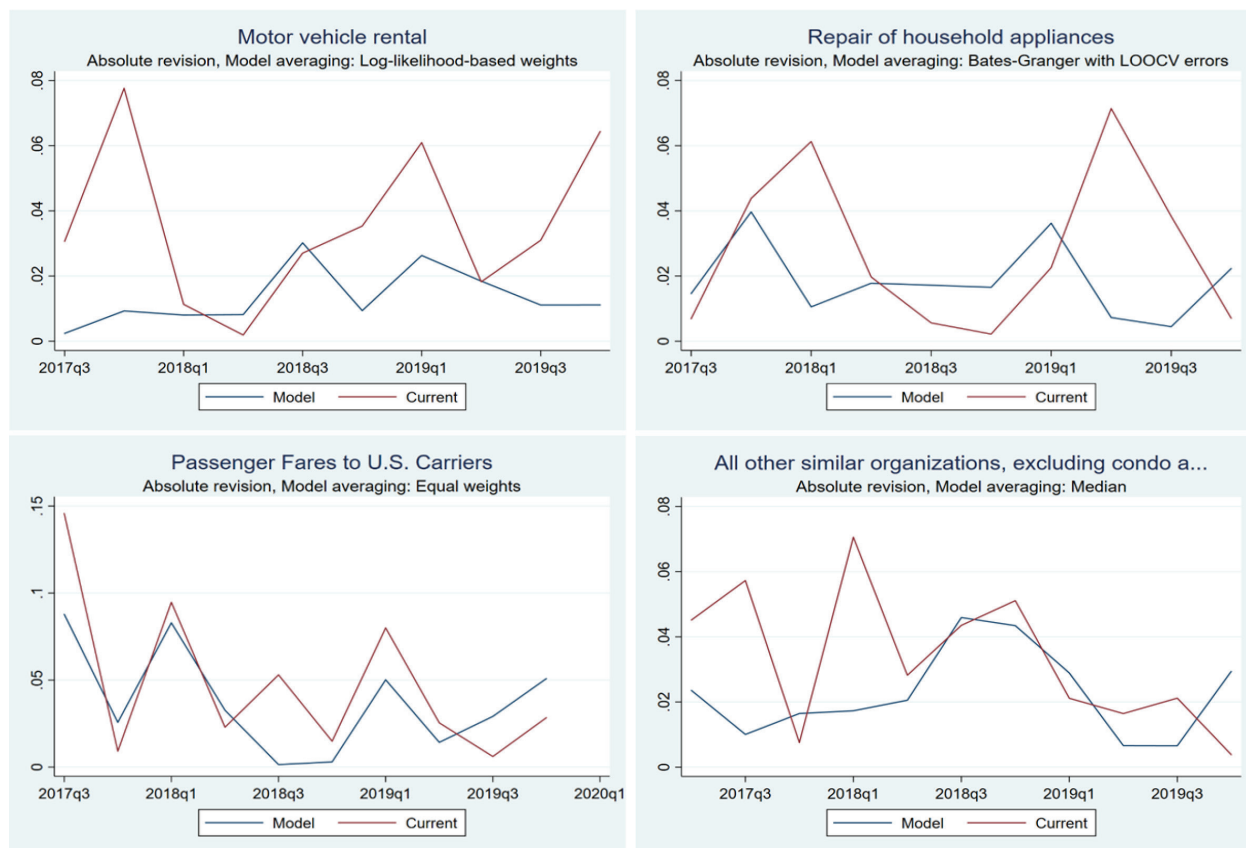 Motor vehicle rental
Absolute revision, Model averaging: Log-likelihood-based weights
.08
.06
.04
.02
0
2017q3 2018q1 2018q3 2019q1 2019q3
Model Current
Repair of household appliances
Absolute revision, Model averaging: Bates-Granger with LOOCV errors
.08
.06
.04
.02
0
2017q3 2018q1 2018q3 2019q1 2019q3
Model Current
Passenger Fares to U.S. Carriers
Absolute revision, Model averaging: Equal weights
.15
.1
.05
0
2017q3 2018q1 2018q3 2019q1 2019q3 2020q1
Model Current
All other similar organizations, excluding condo a...
Absolute revision, Model averaging: Median
.08
.06
.04
.02
0
2017q3 2018q1 2018q3 2019q1 2019q3
Model Current